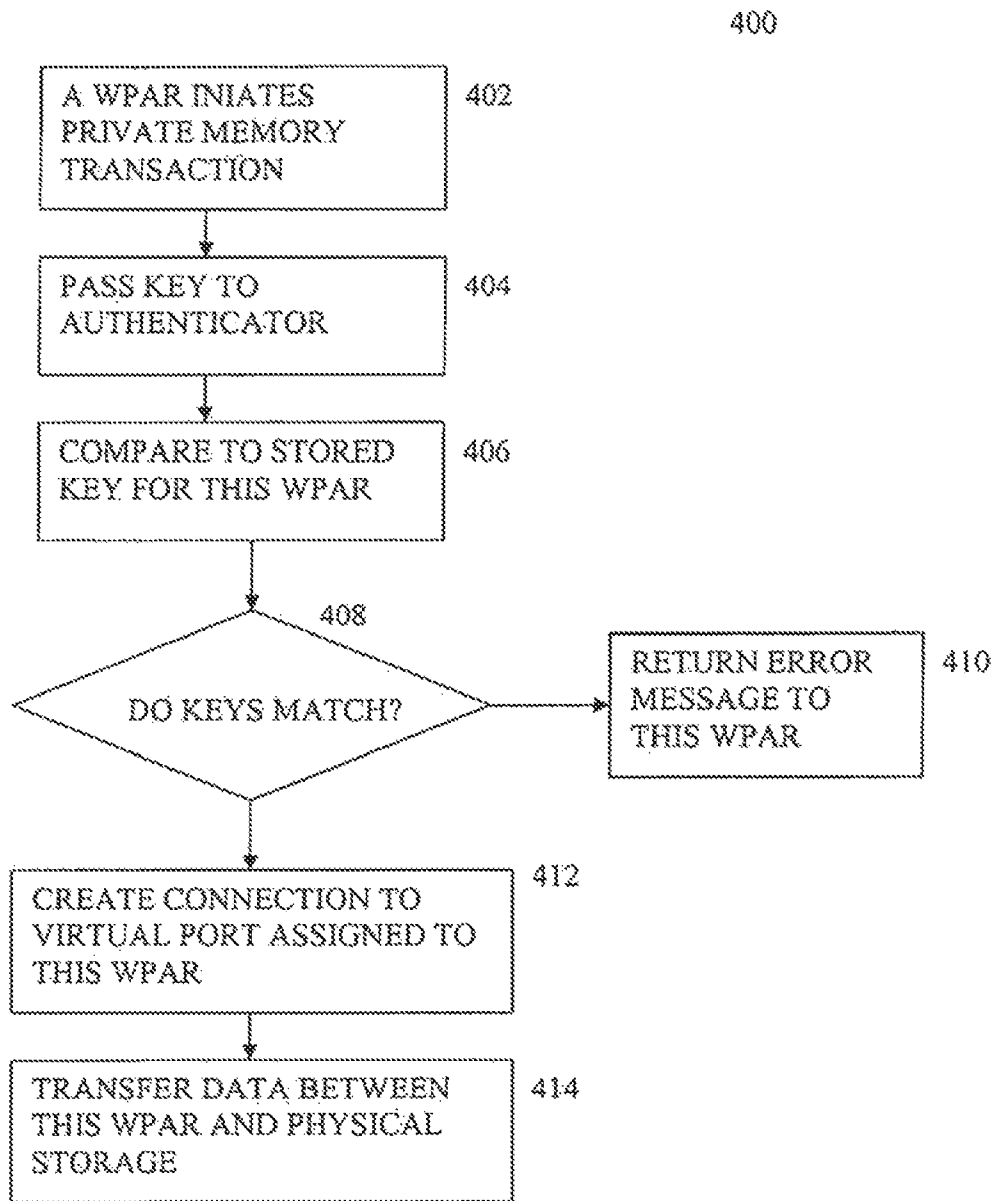 400
A WPAR INIATES
PRIVATE MEMORY
TRANSACTION
402
PASS KEY TO
AUTHENTICATOR
404
COMPARE TO STORED
KEY FOR THIS WPAR
406
408
DO KEYS MATCH?
RETURN ERROR
MESSAGE TO
THIS WPAR
410
CREATE CONNECTION TO
VIRTUAL PORT ASSIGNED TO
THIS WPAR
412
TRANSFER DATA BETWEEN
THIS WPAR AND PHYSICAL
STORAGE
414